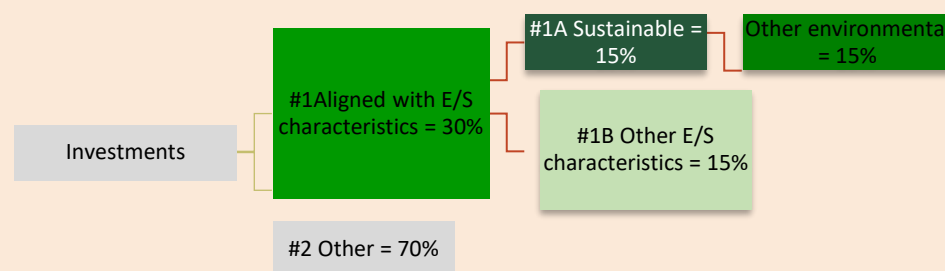 #1A Sustainable =
15%
Other environmenta
= 15%
#1Aligned with E/S
characteristics = 30%
Investments
#1B Other E/S
characteristics = 15%
#2 Other = 70%